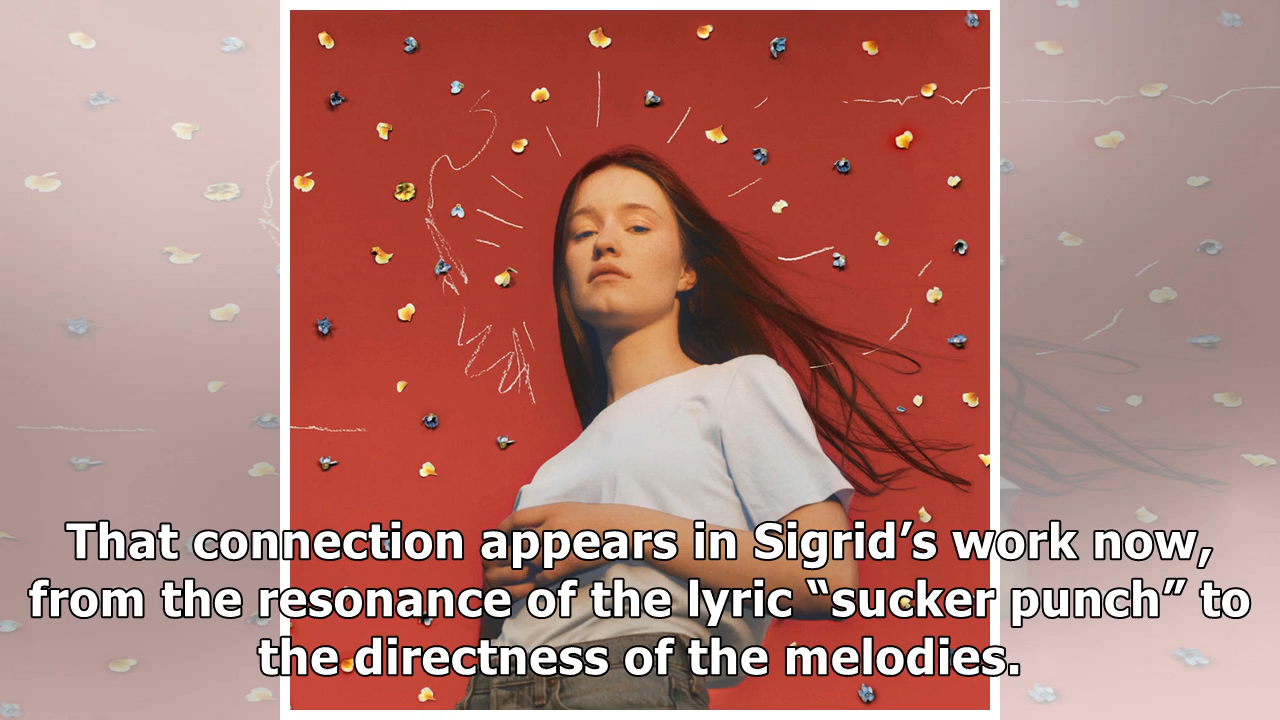 That connection appears in Sigrid’s work now,
from the resonance of the lyric “sucker punch” to
the directness of the melodies.